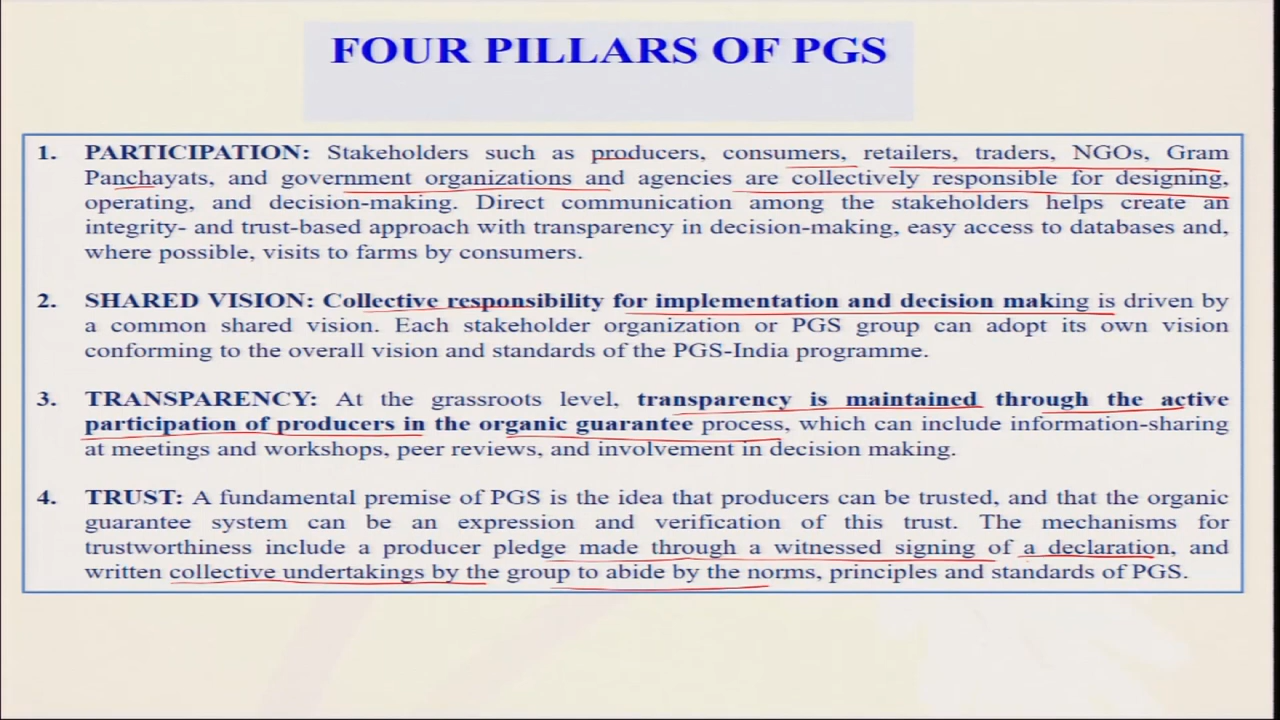 FOUR PILLARS OF PGS
1. PARTICIPATION: Stakeholders such as producers, consumers, retailers, traders, NGOs, Gram
Panchayats, and government organizations and agencies are collectively responsible for designing,
operating, and decision-making. Direct communication among the stakeholders helps create an
integrity- and trust-based approach with transparency in decision-making, easy access to databases and,
where possible, visits to farms by consumers.
2. SHARED VISION: Collective responsibility for implementation and decision making is driven by
a common shared vision. Each stakeholder organization or PGS group can adopt its own vision
conforming to the overall vision and standards of the PGS-India programme.
3. TRANSPARENCY: At the grassroots level, transparency is maintained through the active
participation of producers in the organic guarantee process, which can include information-sharing
at meetings and workshops, peer reviews, and involvement in decision making.
4. TRUST: A fundamental premise of PGS is the idea that producers can be trusted, and that the organic
guarantee system can be an expression and verification of this trust. The mechanisms for
trustworthiness include a producer pledge made through a witnessed signing of a declaration, and
written collective undertakings by the group to abide by the norms, principles and standards of PGS.